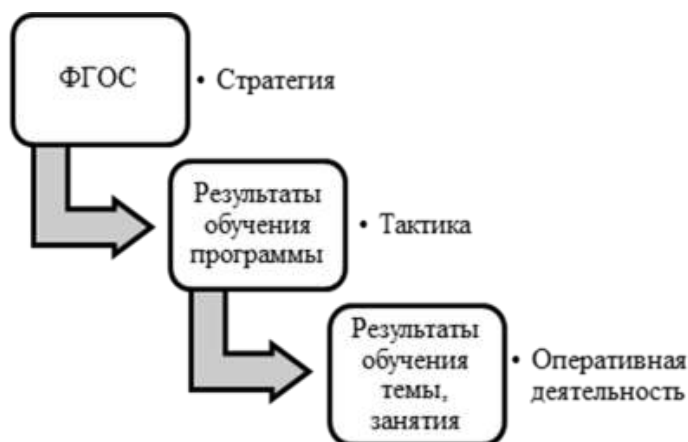 ФГОС
• Стратегия
Результаты
обучения
программы
• Тактика
Результаты
обучения
темы,
занятия
• Оперативная
деятельность